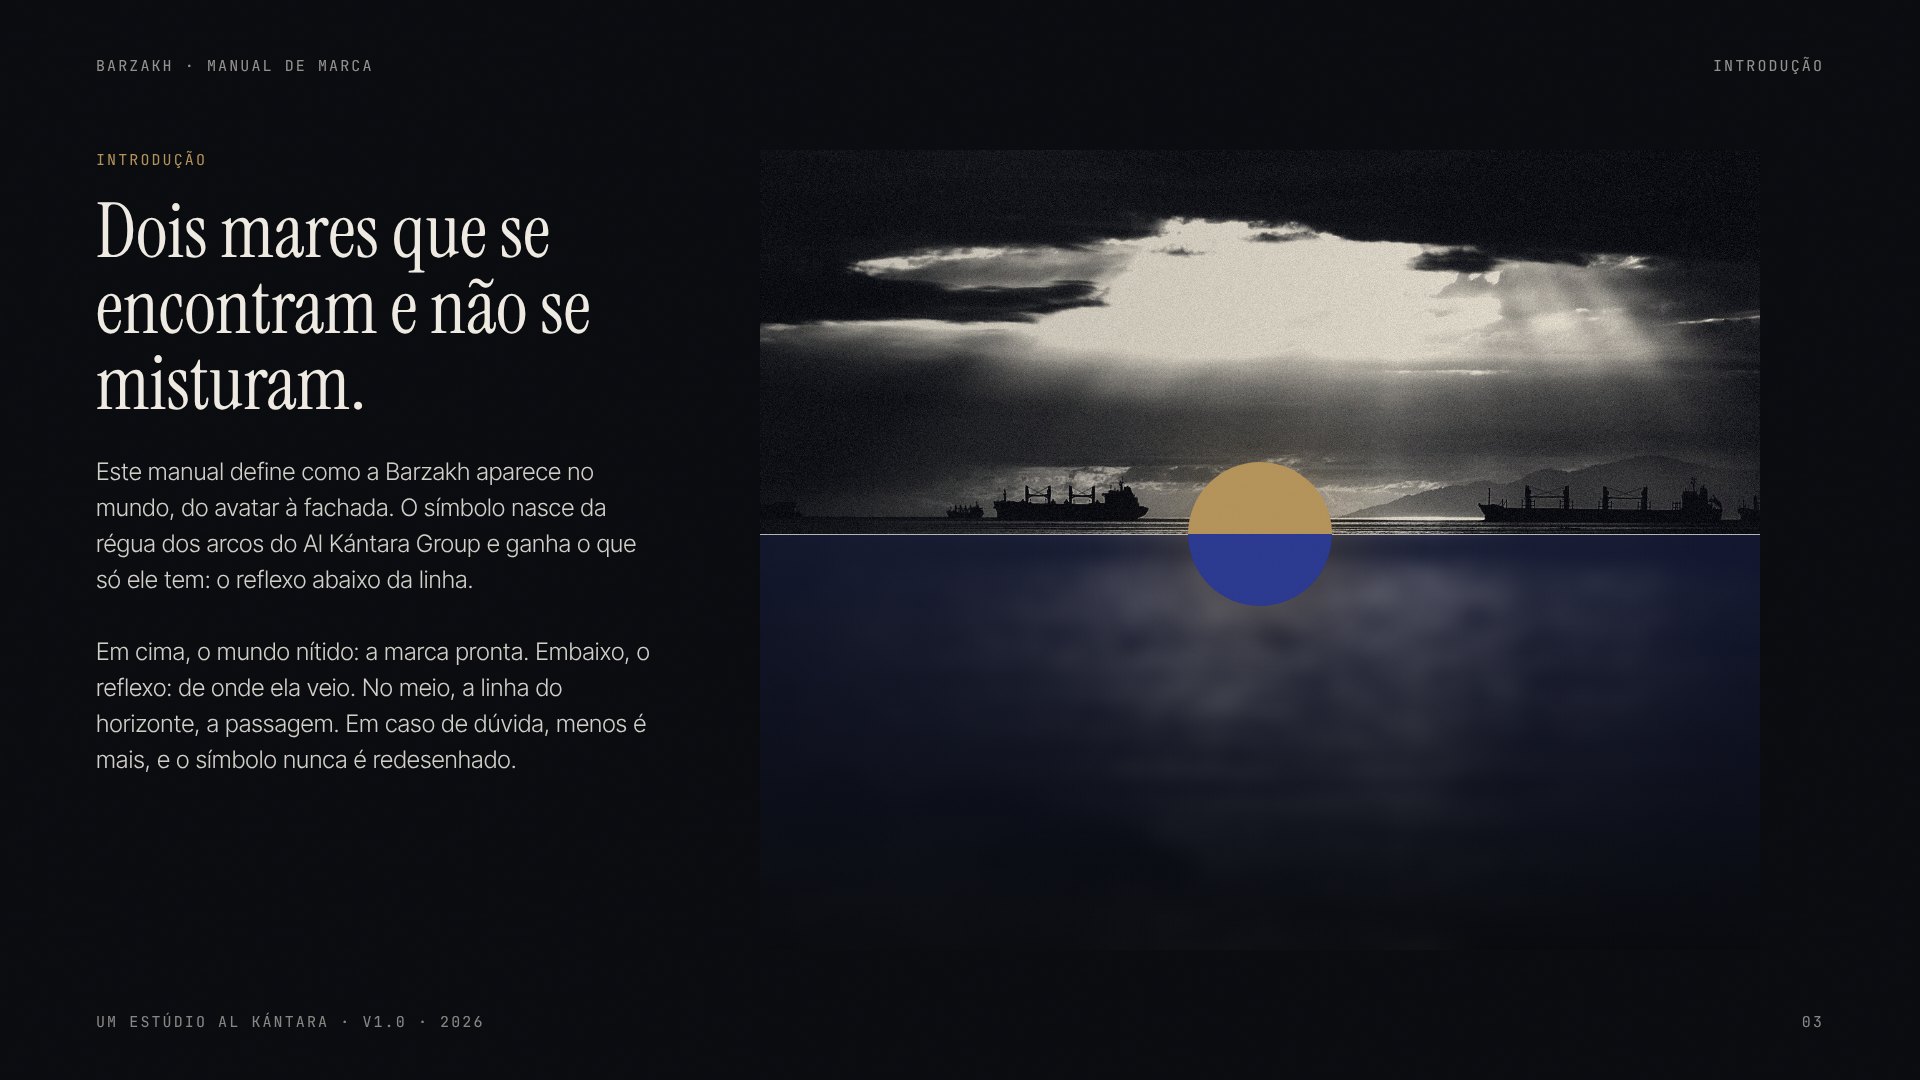 BARZAKH · MANUAL DE MARCA
INTRODUÇÃO
INTRODUÇÃO
Dois mares que se
encontram e não se
misturam.
Este manual define como a Barzakh aparece no
mundo, do avatar à fachada. O símbolo nasce da
régua dos arcos do Al Kántara Group e ganha o que
só ele tem: o reflexo abaixo da linha.
Em cima, o mundo nítido: a marca pronta. Embaixo, o
reflexo: de onde ela veio. No meio, a linha do
horizonte, a passagem. Em caso de dúvida, menos é
mais, e o símbolo nunca é redesenhado.
UM ESTÚDIO AL KÁNTARA · V1.0 · 2026
03